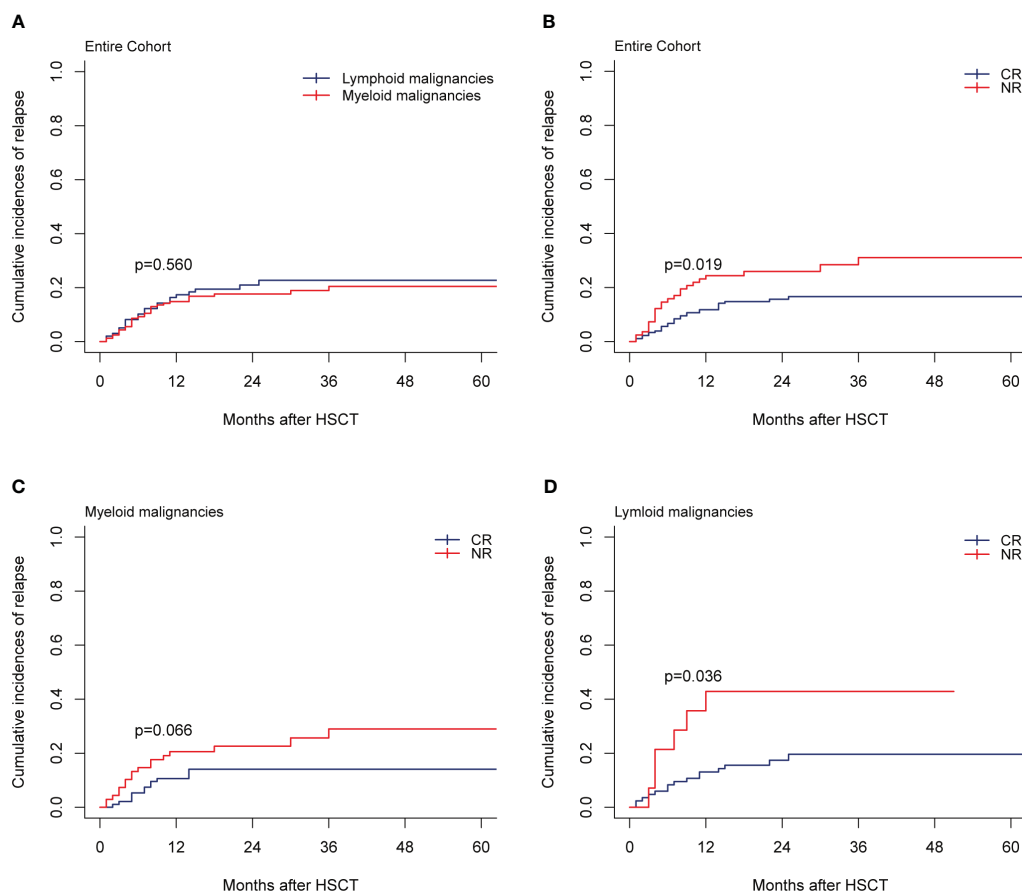 A
Entire Cohort
Cumulative incidences of relapse
1.0
0.8
0.6
0.4
0.2
0.0
Lymphoid malignancies
Myeloid malignancies
p=0.560
0 12 24 36 48 60
Months after HSCT
B
Entire Cohort
Cumulative incidences of relapse
1.0
0.8
0.6
0.4
0.2
0.0
CR
NR
p=0.019
0 12 24 36 48 60
Months after HSCT
C
Myeloid malignancies
Cumulative incidences of relapse
1.0
0.8
0.6
0.4
0.2
0.0
CR
NR
p=0.066
0 12 24 36 48 60
Months after HSCT
D
Lymloid malignancies
Cumulative incidences of relapse
1.0
0.8
0.6
0.4
0.2
0.0
CR
NR
p=0.036
0 12 24 36 48 60
Months after HSCT